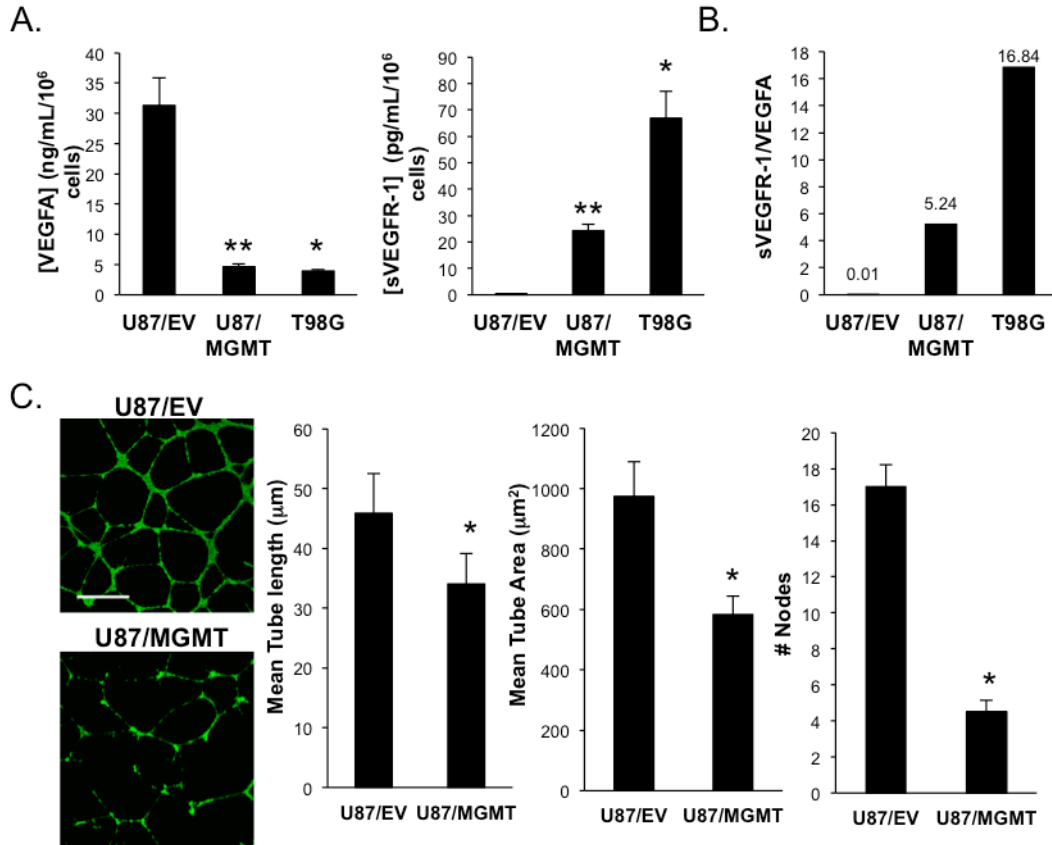 A.
[VEGFA] (ng/mL/10⁶ cells)
40
35
30
25
20
15
10
5
0
**
*
U87/EV
U87/MGMT
T98G
[sVEGFR-1] (pg/mL/10⁶ cells)
90
80
70
60
50
40
30
20
10
0
**
*
U87/EV
U87/MGMT
T98G
B.
sVEGFR-1/VEGFA
18
16
14
12
10
8
6
4
2
0
0.01
5.24
16.84
U87/EV
U87/MGMT
T98G
C.
U87/EV
U87/MGMT
Mean Tube length (μm)
60
50
40
30
20
10
0
*
U87/EV
U87/MGMT
Mean Tube Area (μm²)
1200
1000
800
600
400
200
0
*
U87/EV
U87/MGMT
# Nodes
20
18
16
14
12
10
8
6
4
2
0
*
U87/EV
U87/MGMT